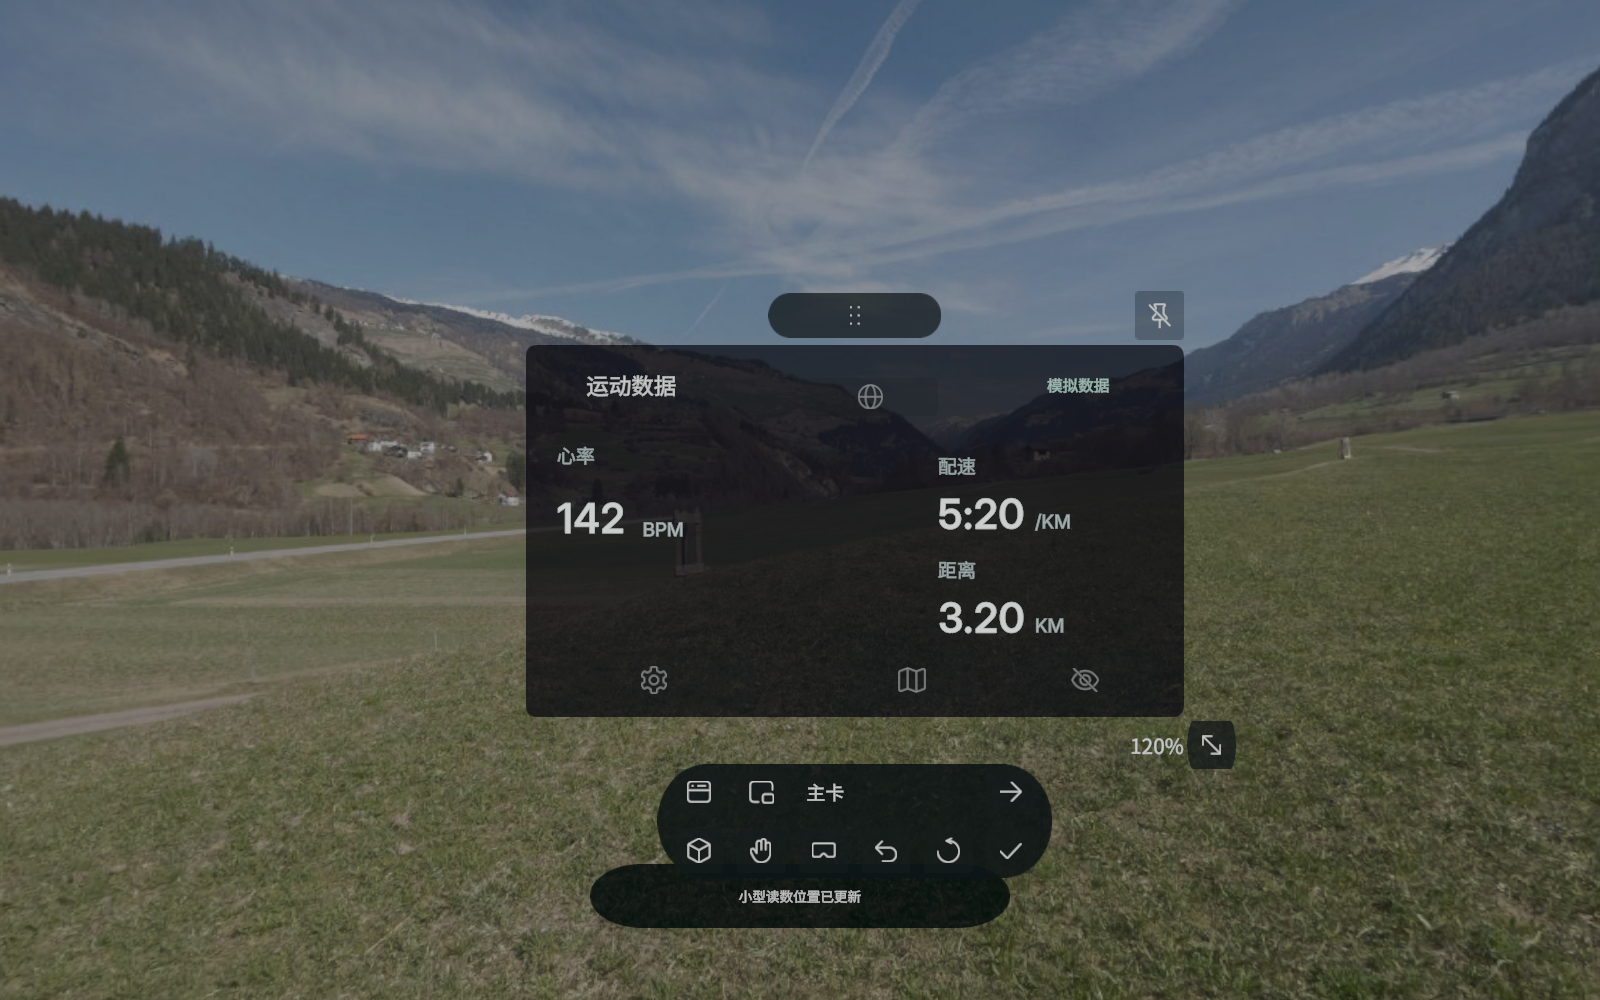 运动数据
模拟数据
心率
142 BPM
配速
5:20 /KM
距离
3.20 KM
120%
主卡
小型读数位置已更新